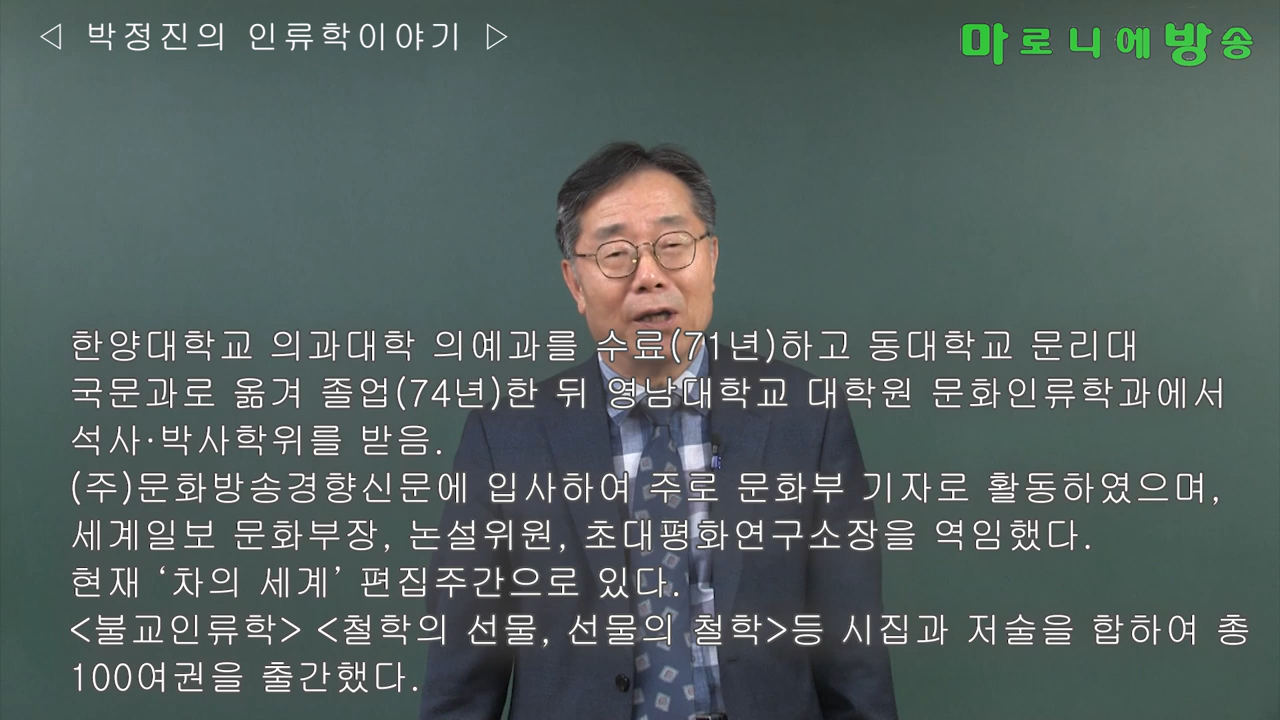 ◁ 박정진의 인류학이야기 ▷
마로니에방송
한양대학교 의과대학 의예과를 수료(71년)하고 동대학교 문리대
국문과로 옮겨 졸업(74년)한 뒤 영남대학교 대학원 문화인류학과에서
석사·박사학위를 받음.
(주)문화방송경향신문에 입사하여 주로 문화부 기자로 활동하였으며,
세계일보 문화부장, 논설위원, 초대평화연구소장을 역임했다.
현재 ‘차의 세계’ 편집주간으로 있다.
<불교인류학> <철학의 선물, 선물의 철학>등 시집과 저술을 합하여 총
100여권을 출간했다.